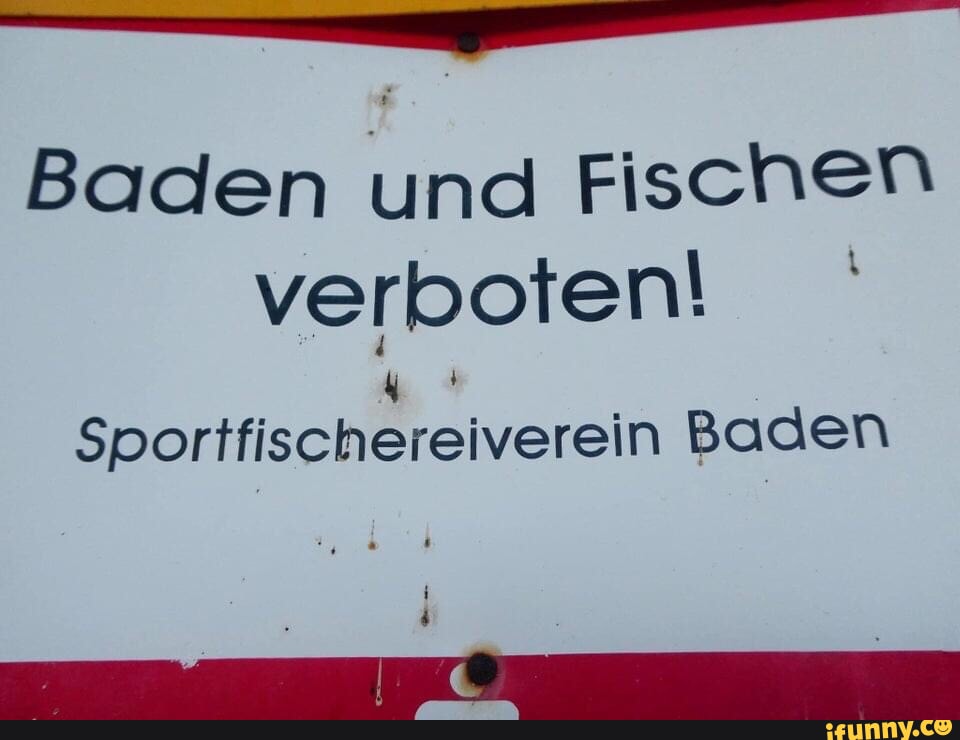 Baden und Fischen
verboten!
Sportfischereiverein Baden
ifunny.co